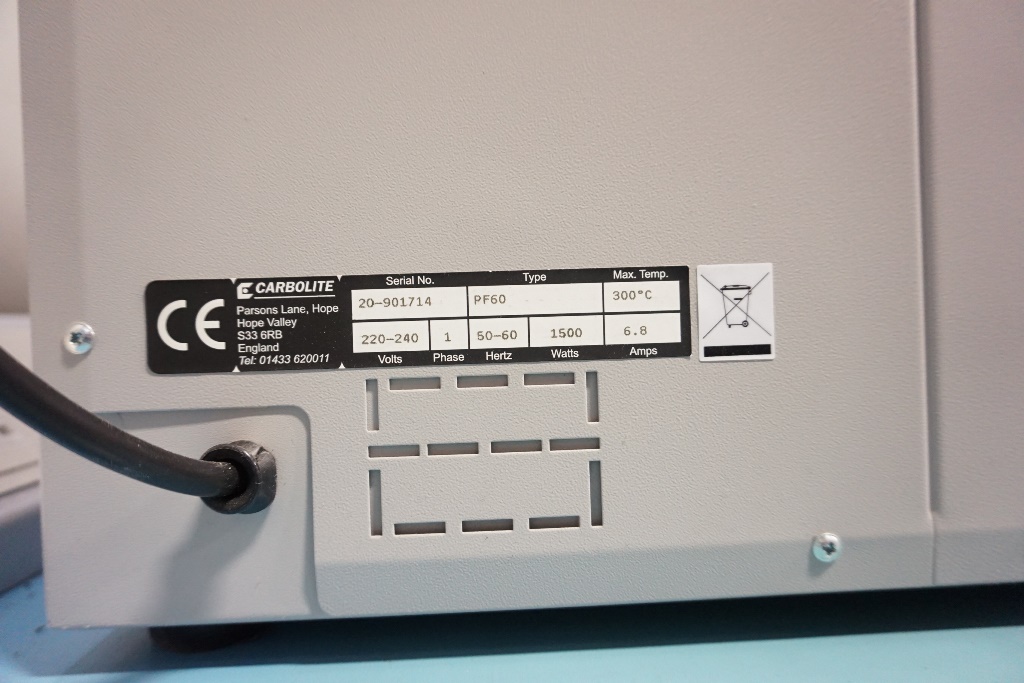 CE
CARBOLITE
Parsons Lane, Hope
Hope Valley
S33 6RB
England
Tel: 01433 620011
Serial No. Type Max. Temp.
20-901714 PF60 300°C
220-240 1 50-60 1500 6.8
Volts Phase Hertz Watts Amps